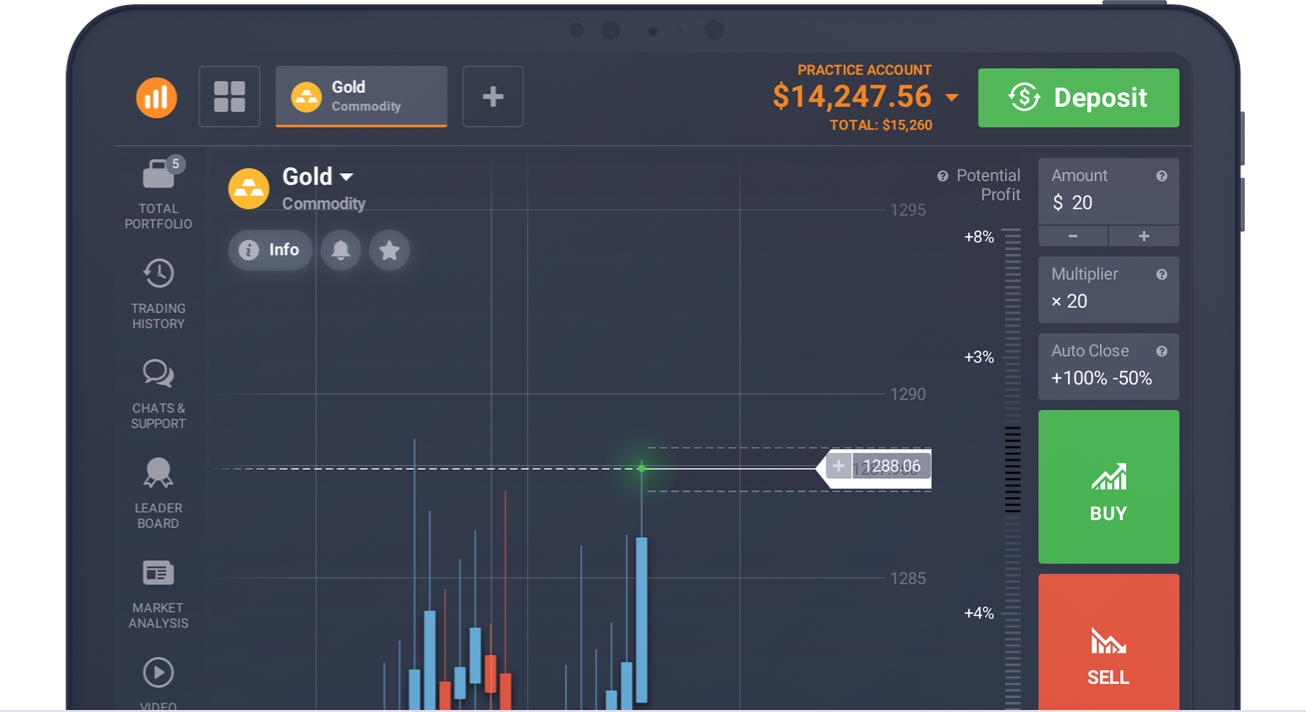 Gold
Commodity
PRACTICE ACCOUNT
$14,247.56
TOTAL: $15,260
Deposit
5
TOTAL
PORTFOLIO
TRADING
HISTORY
CHATS &
SUPPORT
LEADER
BOARD
MARKET
ANALYSIS
VIDEO
Gold
Commodity
Info
1295
1290
1288.06
1285
Potential
Profit
+8%
+3%
+4%
Amount
$ 20
Multiplier
× 20
Auto Close
+100% -50%
BUY
SELL